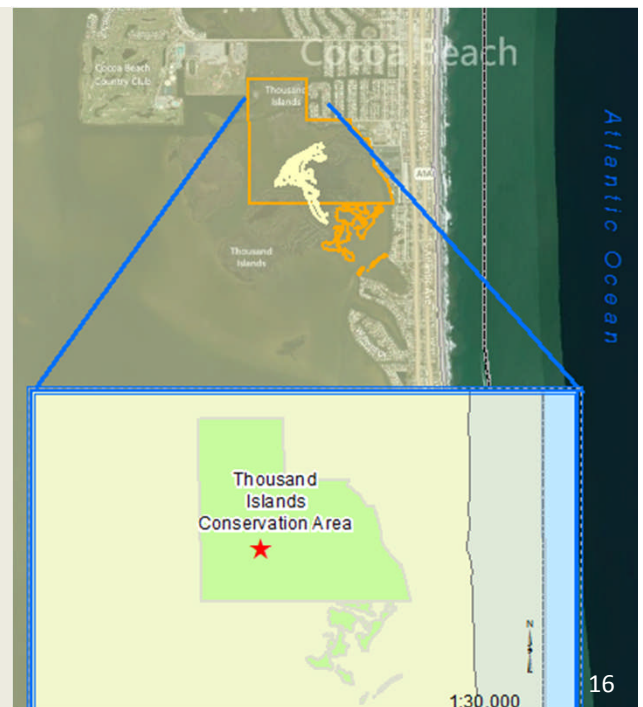 Cocoa Beach
Cocoa Beach
Country Club
Thousand
Islands
A1A
Atlantic Ocean
Thousand
Islands
Thousand
Islands
Conservation Area
N
1:30,000
16